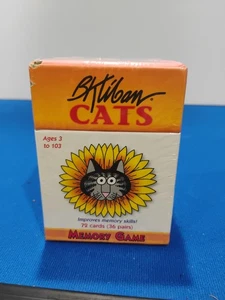 B. Kliban
CATS
Ages 3
to 102
Improves memory skills!
72 cards (36 pairs)
MEMORY GAME